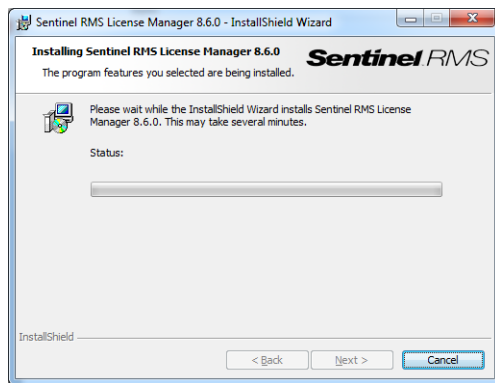 Sentinel RMS License Manager 8.6.0 - InstallShield Wizard
Installing Sentinel RMS License Manager 8.6.0
The program features you selected are being installed.
Sentinel RMS
Please wait while the InstallShield Wizard installs Sentinel RMS License
Manager 8.6.0. This may take several minutes.
Status:
InstallShield
< Back
Next >
Cancel